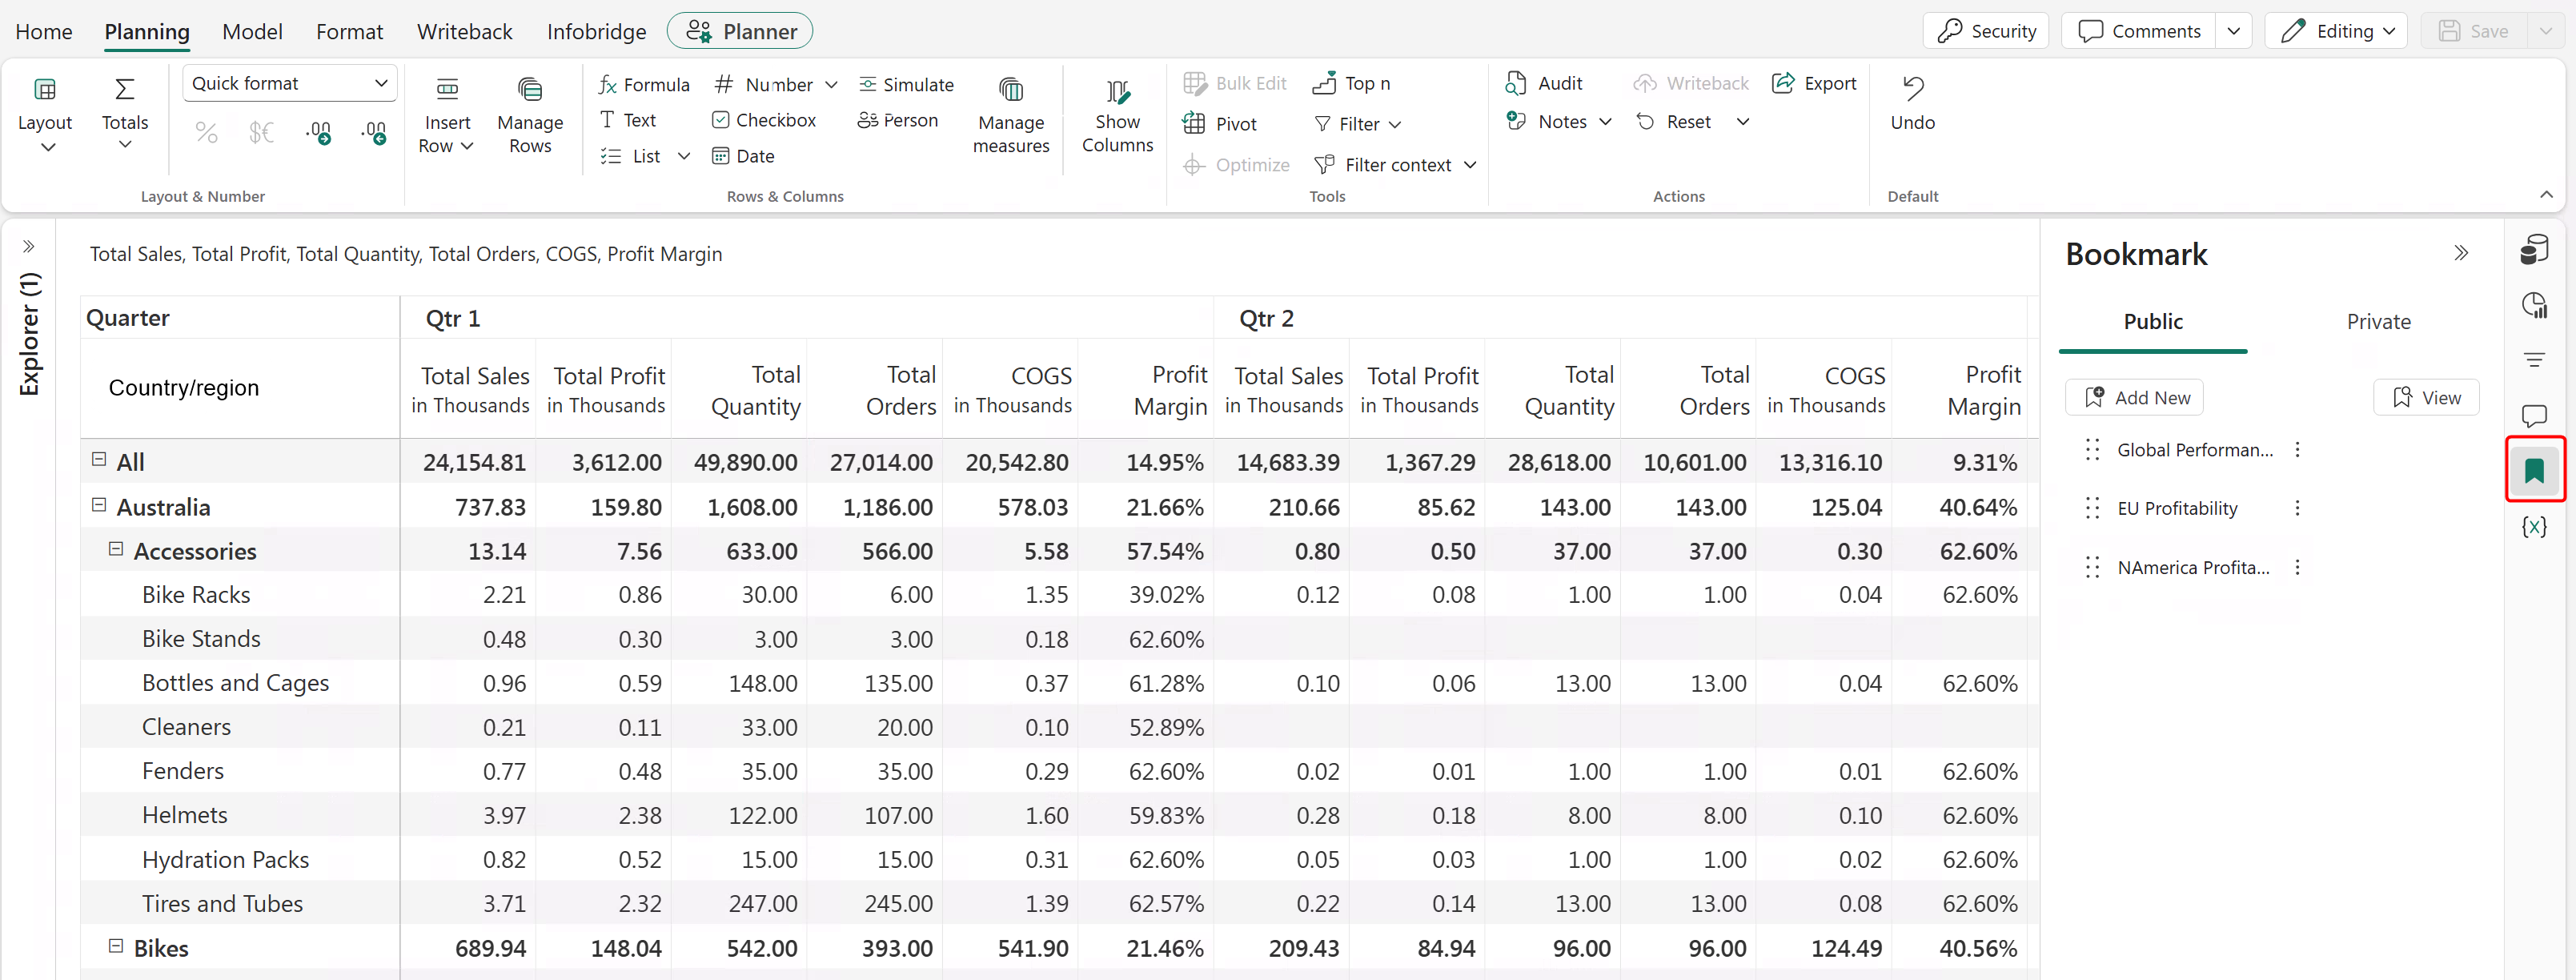 Home Planning Model Format Writeback Infobridge Planner Security Comments Editing Save
Layout Totals Quick format % $€ .00 .00
Insert Row Manage Rows
Formula Number Simulate
Text Checkbox Person
List Date
Manage measures
Show Columns
Bulk Edit Top n
Pivot Filter
Optimize Filter context
Audit Writeback Export
Notes Reset
Undo
Layout & Number Rows & Columns Tools Actions Default
Explorer (1)
Total Sales, Total Profit, Total Quantity, Total Orders, COGS, Profit Margin
Quarter Qtr 1 Qtr 2
Country/region Total Sales in Thousands Total Profit in Thousands Total Quantity Total Orders COGS in Thousands Profit Margin Total Sales in Thousands Total Profit in Thousands Total Quantity Total Orders COGS in Thousands Profit Margin
All 24,154.81 3,612.00 49,890.00 27,014.00 20,542.80 14.95% 14,683.39 1,367.29 28,618.00 10,601.00 13,316.10 9.31%
Australia 737.83 159.80 1,608.00 1,186.00 578.03 21.66% 210.66 85.62 143.00 143.00 125.04 40.64%
Accessories 13.14 7.56 633.00 566.00 5.58 57.54% 0.80 0.50 37.00 37.00 0.30 62.60%
Bike Racks 2.21 0.86 30.00 6.00 1.35 39.02% 0.12 0.08 1.00 1.00 0.04 62.60%
Bike Stands 0.48 0.30 3.00 3.00 0.18 62.60%
Bottles and Cages 0.96 0.59 148.00 135.00 0.37 61.28% 0.10 0.06 13.00 13.00 0.04 62.60%
Cleaners 0.21 0.11 33.00 20.00 0.10 52.89%
Fenders 0.77 0.48 35.00 35.00 0.29 62.60% 0.02 0.01 1.00 1.00 0.01 62.60%
Helmets 3.97 2.38 122.00 107.00 1.60 59.83% 0.28 0.18 8.00 8.00 0.10 62.60%
Hydration Packs 0.82 0.52 15.00 15.00 0.31 62.60% 0.05 0.03 1.00 1.00 0.02 62.60%
Tires and Tubes 3.71 2.32 247.00 245.00 1.39 62.57% 0.22 0.14 13.00 13.00 0.08 62.60%
Bikes 689.94 148.04 542.00 393.00 541.90 21.46% 209.43 84.94 96.00 96.00 124.49 40.56%
Bookmark
Public Private
Add New View
Global Performan...
EU Profitability
NAmerica Profita...